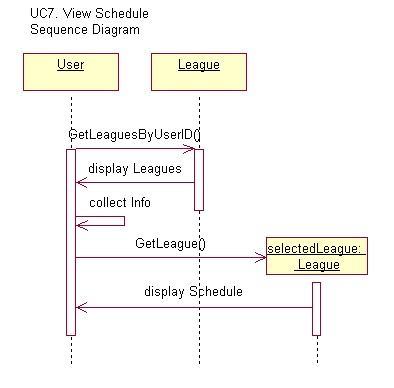 UC7. View Schedule
Sequence Diagram
User
League
GetLeaguesByUserID()
display Leagues
collect Info
GetLeague()
selectedLeague:
League
display Schedule